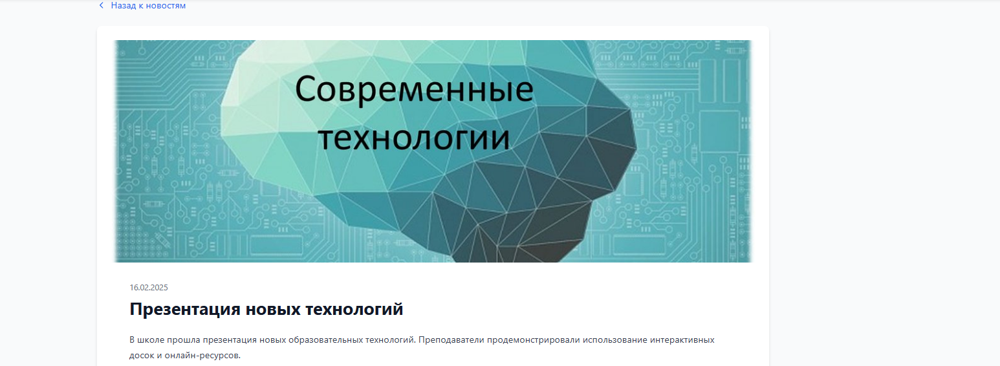 Назад к новостям
Современные
технологии
16.02.2025
Презентация новых технологий
В школе прошла презентация новых образовательных технологий. Преподаватели продемонстрировали использование интерактивных
досок и онлайн-ресурсов.